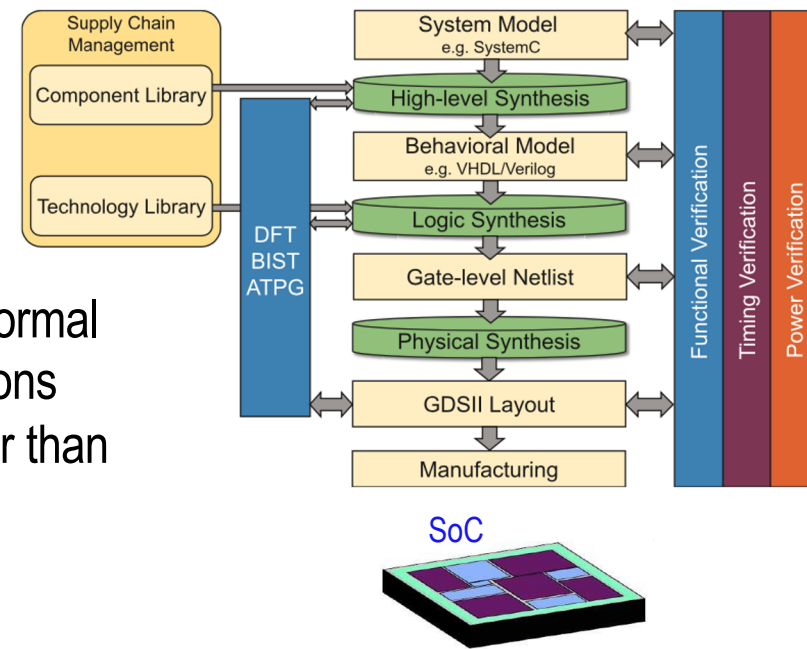 Supply Chain
Management
Component Library
Technology Library
DFT
BIST
ATPG
System Model
e.g. SystemC
High-level Synthesis
Behavioral Model
e.g. VHDL/Verilog
Logic Synthesis
Gate-level Netlist
Physical Synthesis
GDSII Layout
Manufacturing
Functional Verification
Timing Verification
Power Verification
ormal
ons
r than
SoC